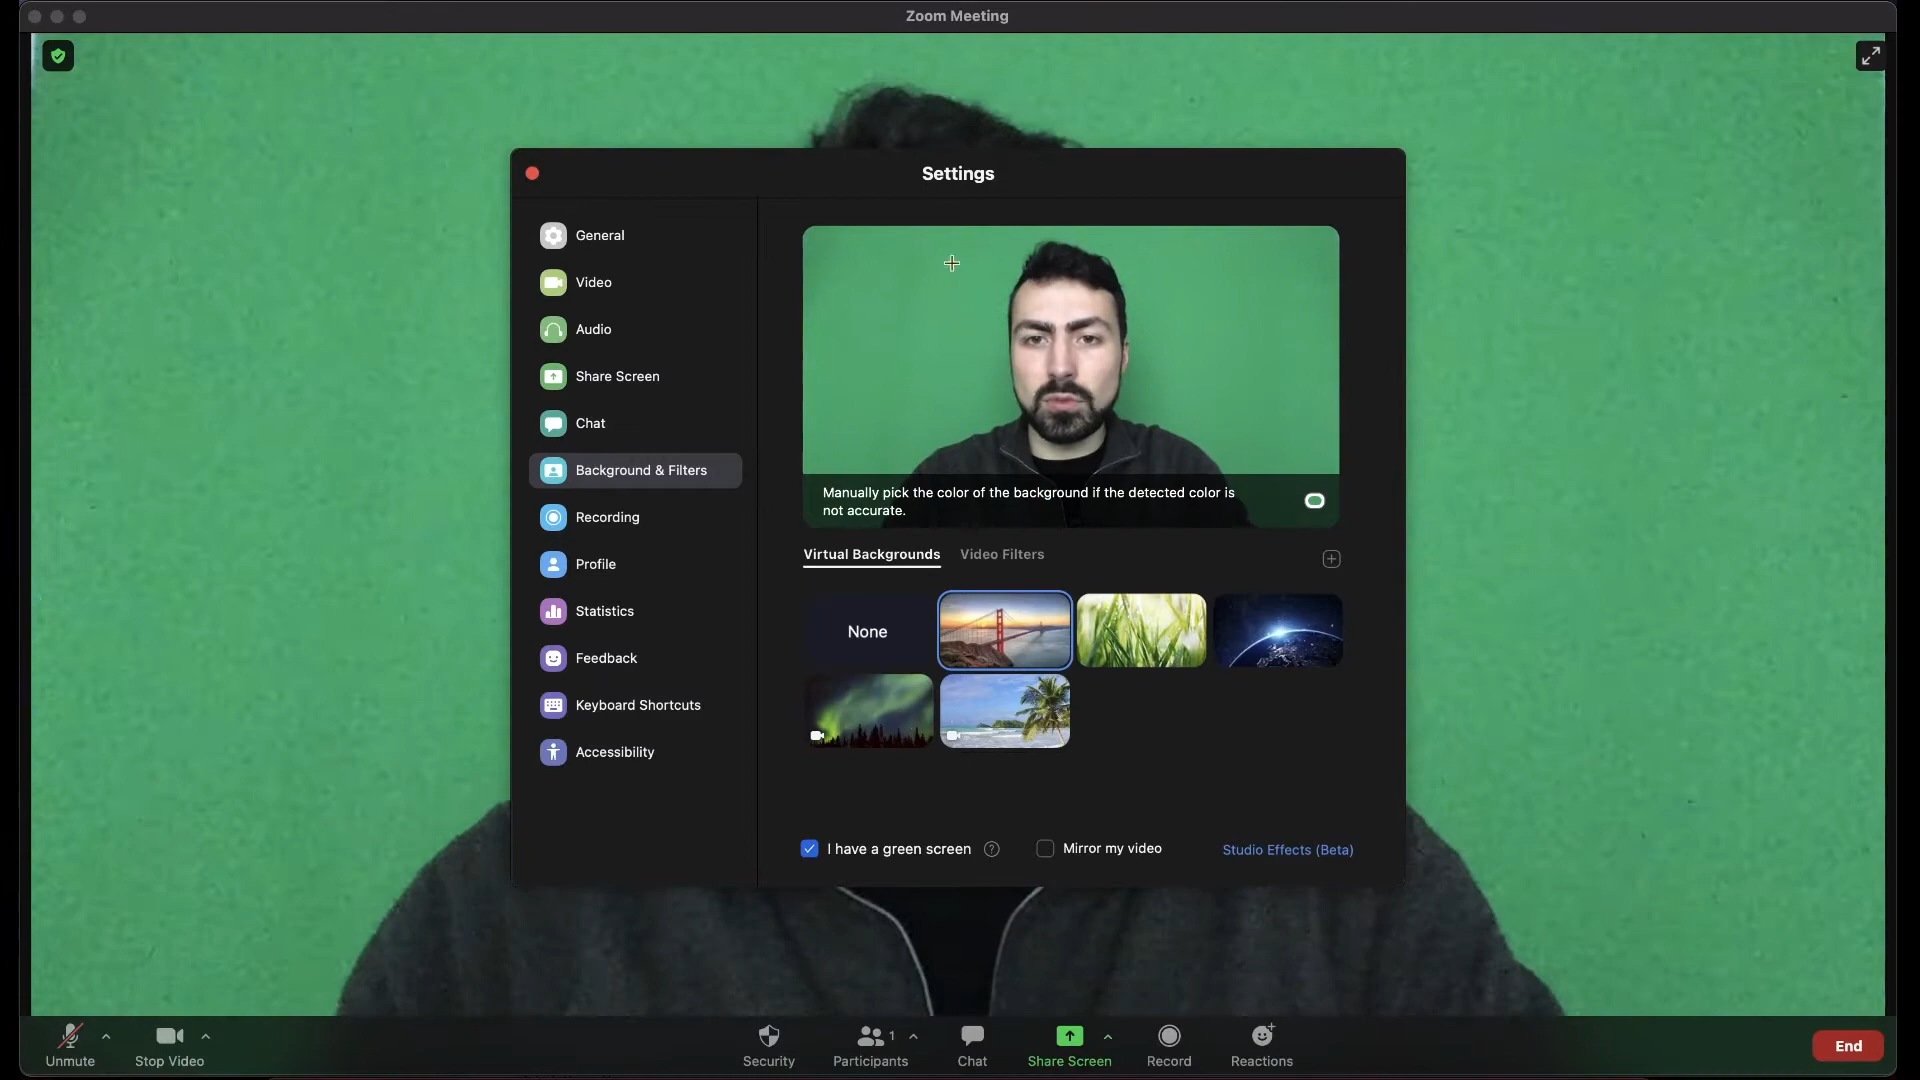 Zoom Meeting
Settings
General
Video
Audio
Share Screen
Chat
Background & Filters
Recording
Profile
Statistics
Feedback
Keyboard Shortcuts
Accessibility
Manually pick the color of the background if the detected color is
not accurate.
Virtual Backgrounds Video Filters
None
I have a green screen ? Mirror my video Studio Effects (Beta)
Unmute Stop Video Security Participants 1 Chat Share Screen Record Reactions End